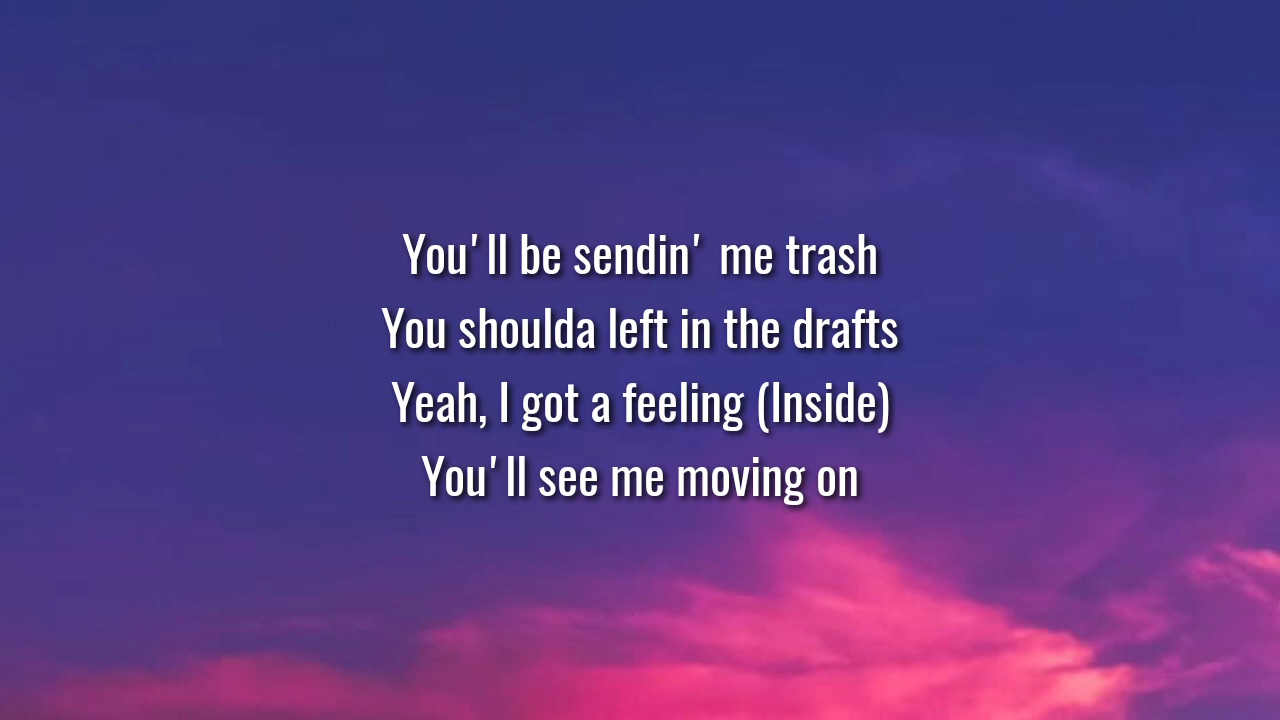 You'll be sendin' me trash
You shoulda left in the drafts
Yeah, I got a feeling (Inside)
You'll see me moving on